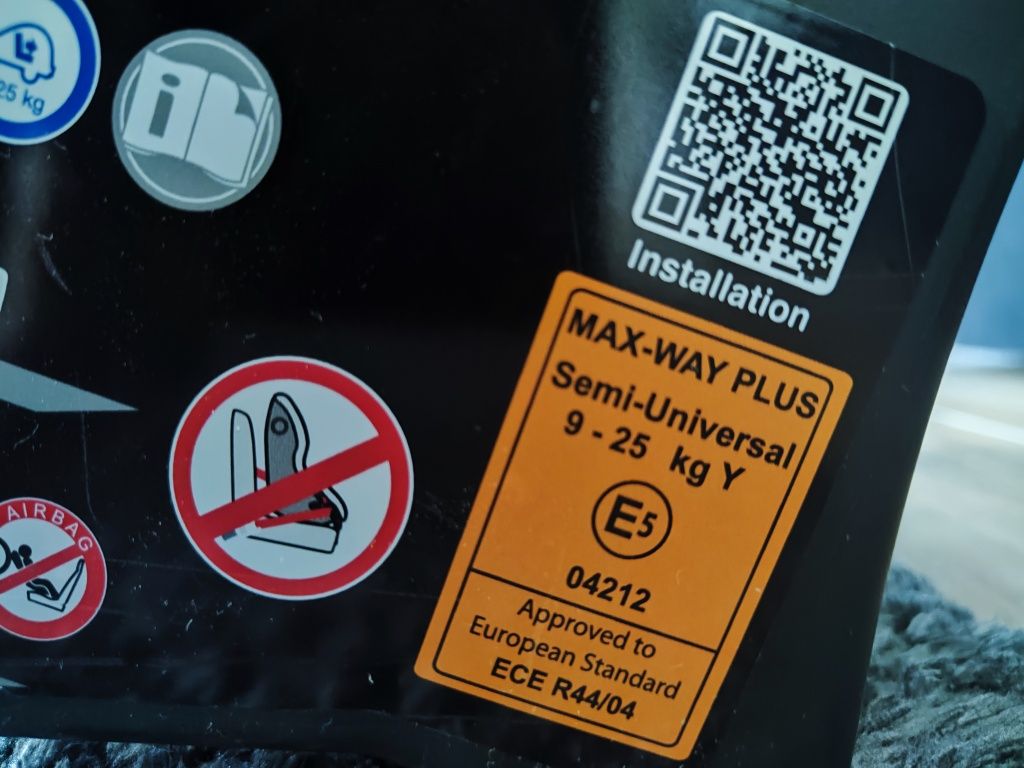 25 kg
i
Installation
MAX-WAY PLUS
Semi-Universal
9 - 25 kg Y
E5
04212
Approved to
European Standard
ECE R44/04
AIRBAG